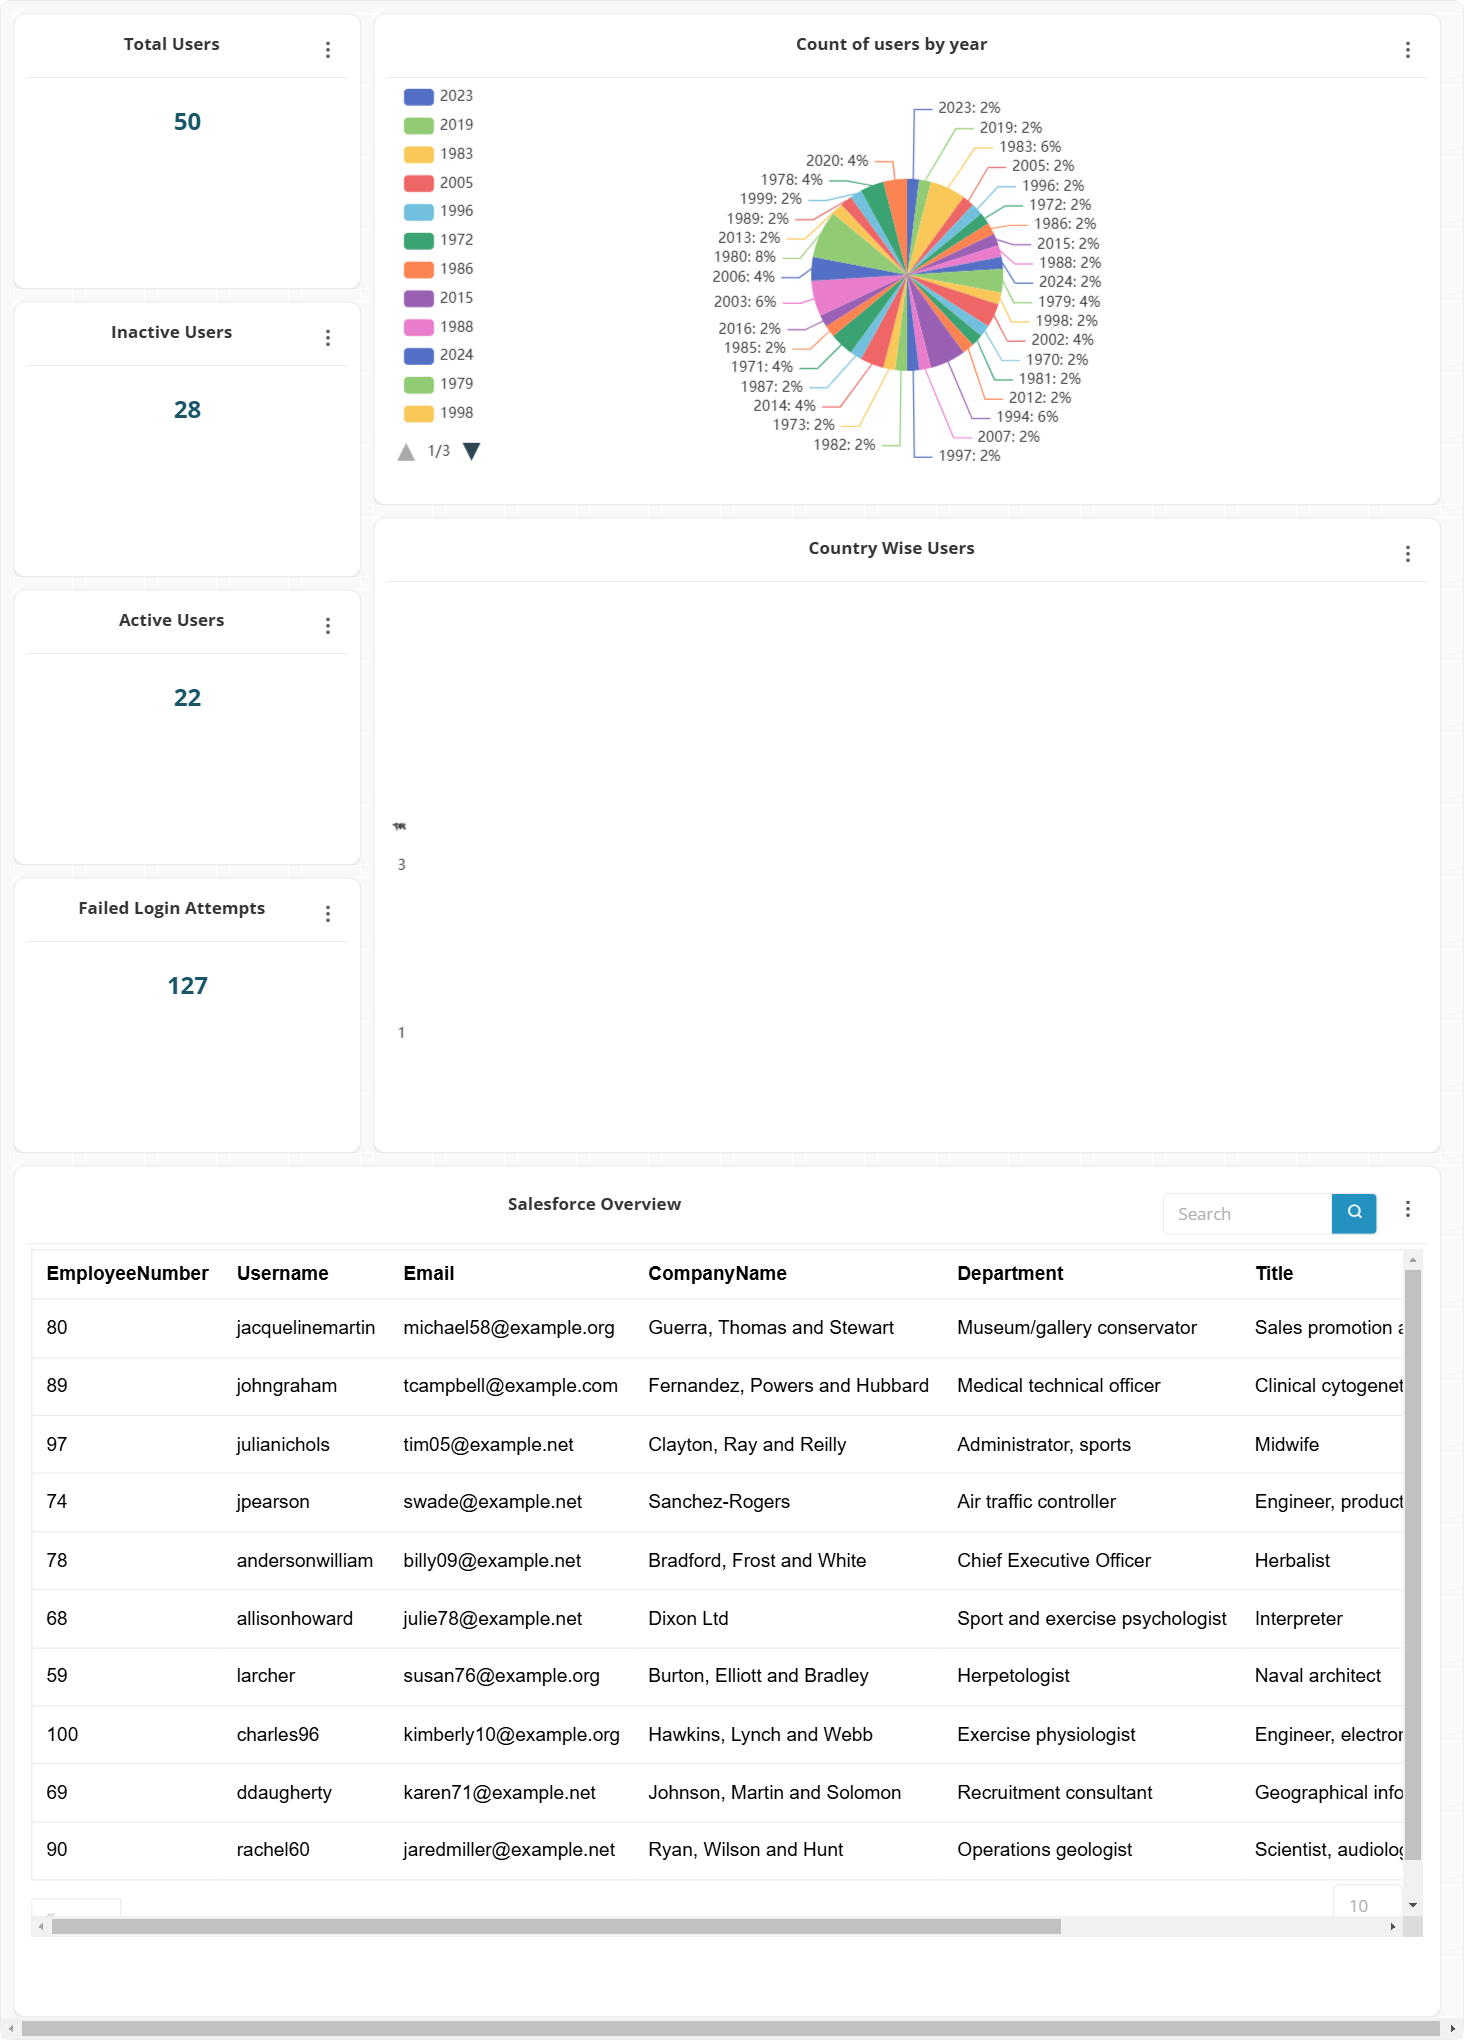 Total Users
50
Inactive Users
28
Active Users
22
Failed Login Attempts
127
Count of users by year
2023
2019
1983
2005
1996
1972
1986
2015
1988
2024
1979
1998
1/3
2023: 2%
2019: 2%
1983: 6%
2005: 2%
1996: 2%
1972: 2%
1986: 2%
2015: 2%
1988: 2%
2024: 2%
1979: 4%
1998: 2%
2002: 4%
1970: 2%
1981: 2%
2012: 2%
1994: 6%
2007: 2%
1997: 2%
1982: 2%
1973: 2%
2014: 4%
1987: 2%
1971: 4%
1985: 2%
2016: 2%
2003: 6%
2006: 4%
1980: 8%
2013: 2%
1989: 2%
1999: 2%
1978: 4%
2020: 4%
Country Wise Users
3
1
Salesforce Overview
Search
EmployeeNumber Username Email CompanyName Department Title
80 jacquelinemartin michael58@example.org Guerra, Thomas and Stewart Museum/gallery conservator Sales promotion
89 johngraham tcampbell@example.com Fernandez, Powers and Hubbard Medical technical officer Clinical cytogenet
97 julianichols tim05@example.net Clayton, Ray and Reilly Administrator, sports Midwife
74 jpearson swade@example.net Sanchez-Rogers Air traffic controller Engineer, product
78 andersonwilliam billy09@example.net Bradford, Frost and White Chief Executive Officer Herbalist
68 allisonhoward julie78@example.net Dixon Ltd Sport and exercise psychologist Interpreter
59 larcher susan76@example.org Burton, Elliott and Bradley Herpetologist Naval architect
100 charles96 kimberly10@example.org Hawkins, Lynch and Webb Exercise physiologist Engineer, electror
69 ddaugherty karen71@example.net Johnson, Martin and Solomon Recruitment consultant Geographical info
90 rachel60 jaredmiller@example.net Ryan, Wilson and Hunt Operations geologist Scientist, audiolog
10